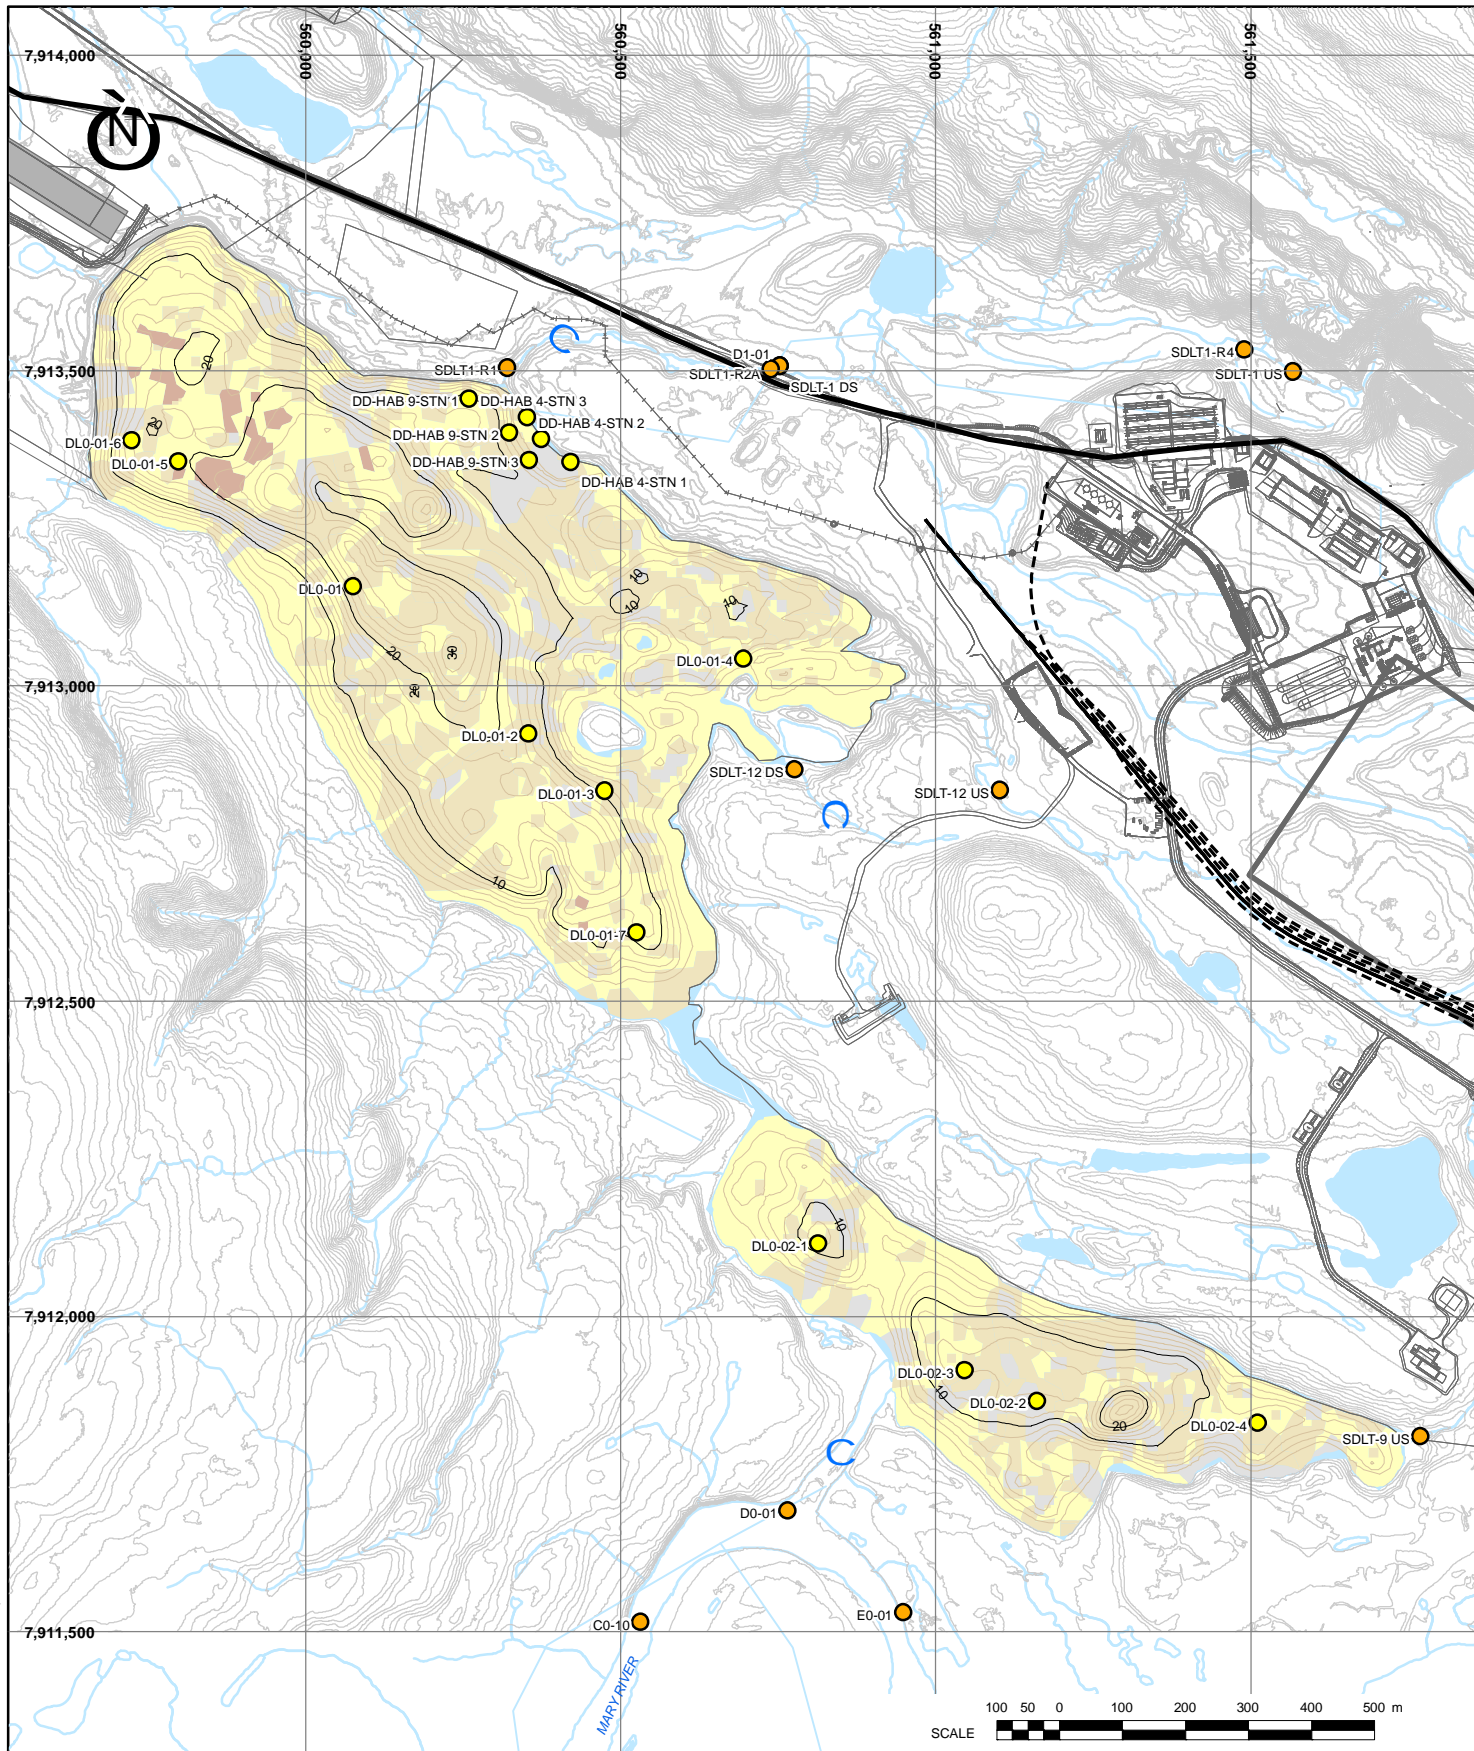 560,000
560,500
561,000
561,500
7,914,000
N
D1-01
SDLT1-R4
SDLT1-R1
7,913,500
SDLT1-R2A
SDLT-1 US
SDLT-1 DS
20
DD-HAB 9-STN 1
DD-HAB 4-STN 3
DD-HAB 4-STN 2
20
DL0-01-6
DD-HAB 9-STN 2
DL0-01-5
DD-HAB 9-STN 3
DD-HAB 4-STN 1
10
DL0-01
10
10
20
30
DL0-01-4
7,913,000
20
DL0-01-2
SDLT-12 DS
DL0-01-3
SDLT-12 US
10
DL0-01-7
7,912,500
10
DL0-02-1
7,912,000
DL0-02-3
10
DL0-02-2
20
DL0-02-4
SDLT-9 US
D0-01
E0-01
C0-10
7,911,500
MARY RIVER
100 50 0 100 200 300 400 500 m
SCALE